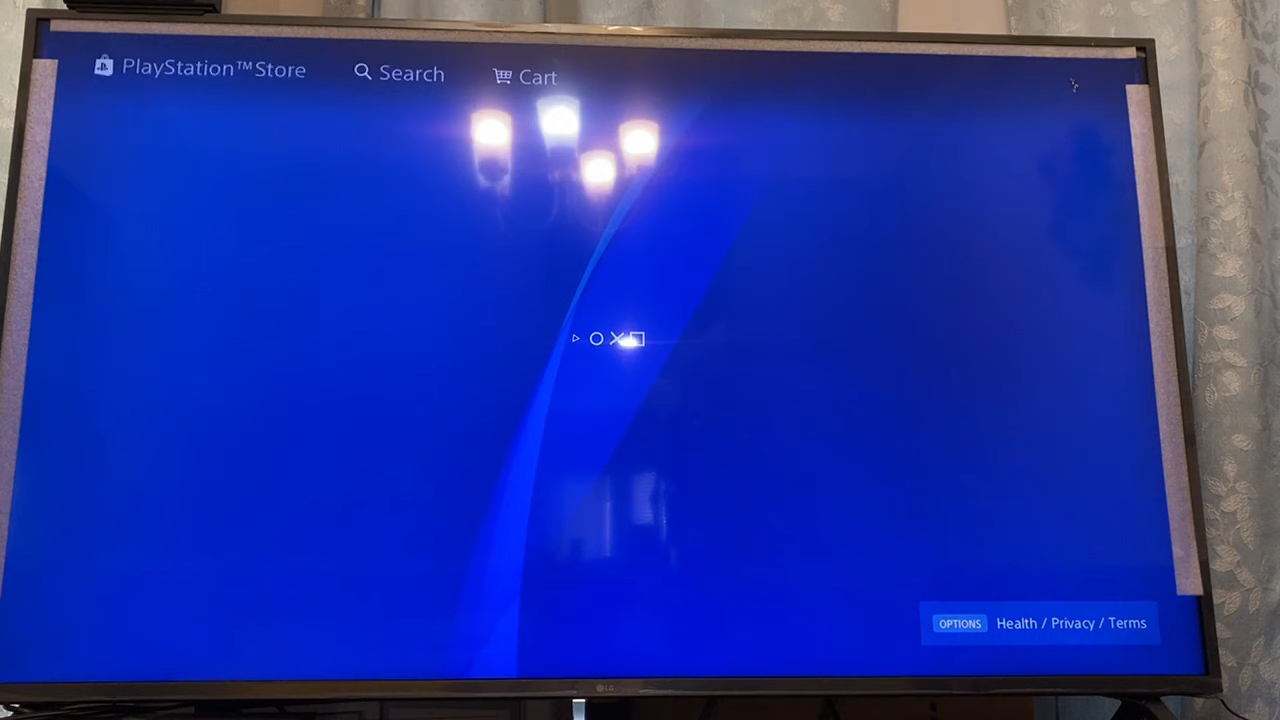 PlayStation™Store
Search
Cart
OPTIONS Health / Privacy / Terms
LG